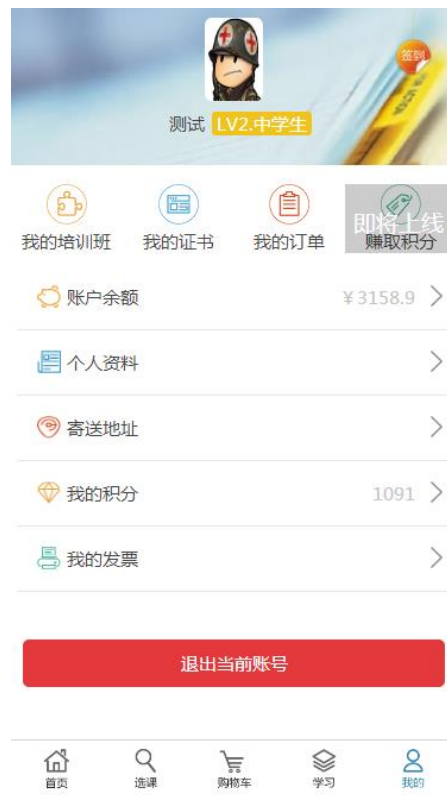 签到
测试 LV2.中学生
即将上线
我的培训班 我的证书 我的订单 赚取积分
账户余额 ¥3158.9
个人资料
寄送地址
我的积分 1091
我的发票
退出当前账号
首页 选课 购物车 学习 我的